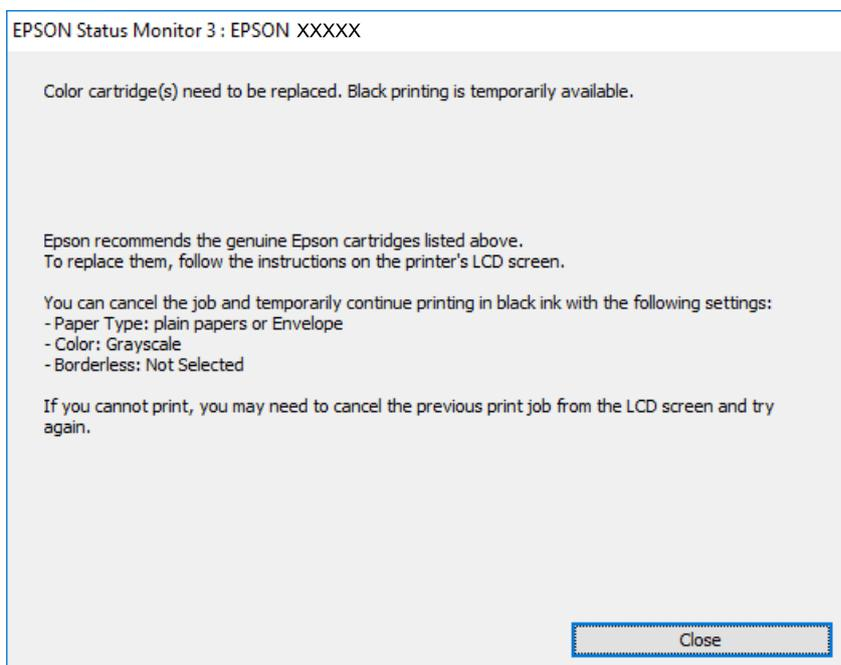 EPSON Status Monitor 3 : EPSON XXXXX
Color cartridge(s) need to be replaced. Black printing is temporarily available.
Epson recommends the genuine Epson cartridges listed above.
To replace them, follow the instructions on the printer's LCD screen.
You can cancel the job and temporarily continue printing in black ink with the following settings:
- Paper Type: plain papers or Envelope
- Color: Grayscale
- Borderless: Not Selected
If you cannot print, you may need to cancel the previous print job from the LCD screen and try
again.
Close